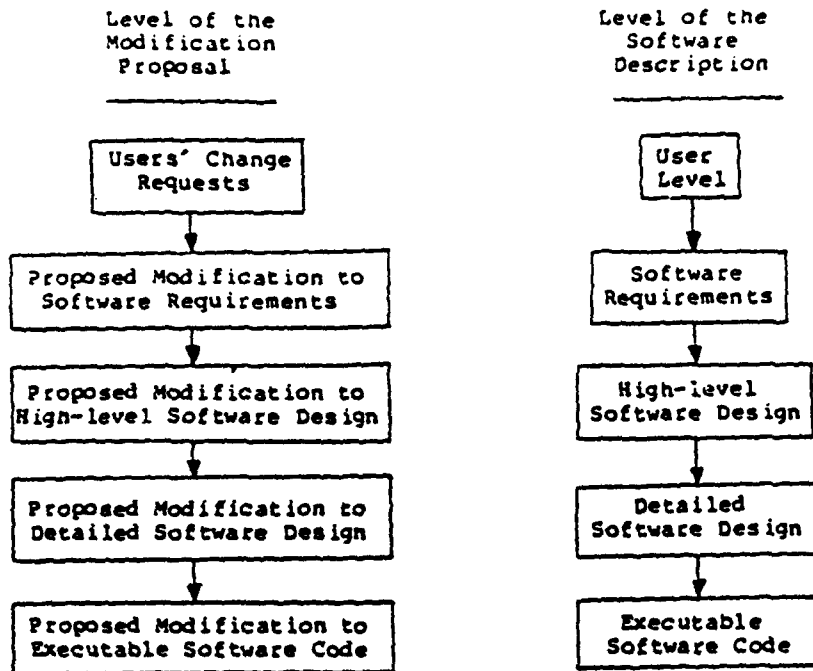 Level of the
Modification
Proposal
Users' Change
Requests
Proposed Modification to
Software Requirements
Proposed Modification to
High-level Software Design
Proposed Modification to
Detailed Software Design
Proposed Modification to
Executable Software Code
Level of the
Software
Description
User
Level
Software
Requirements
High-level
Software Design
Detailed
Software Design
Executable
Software Code